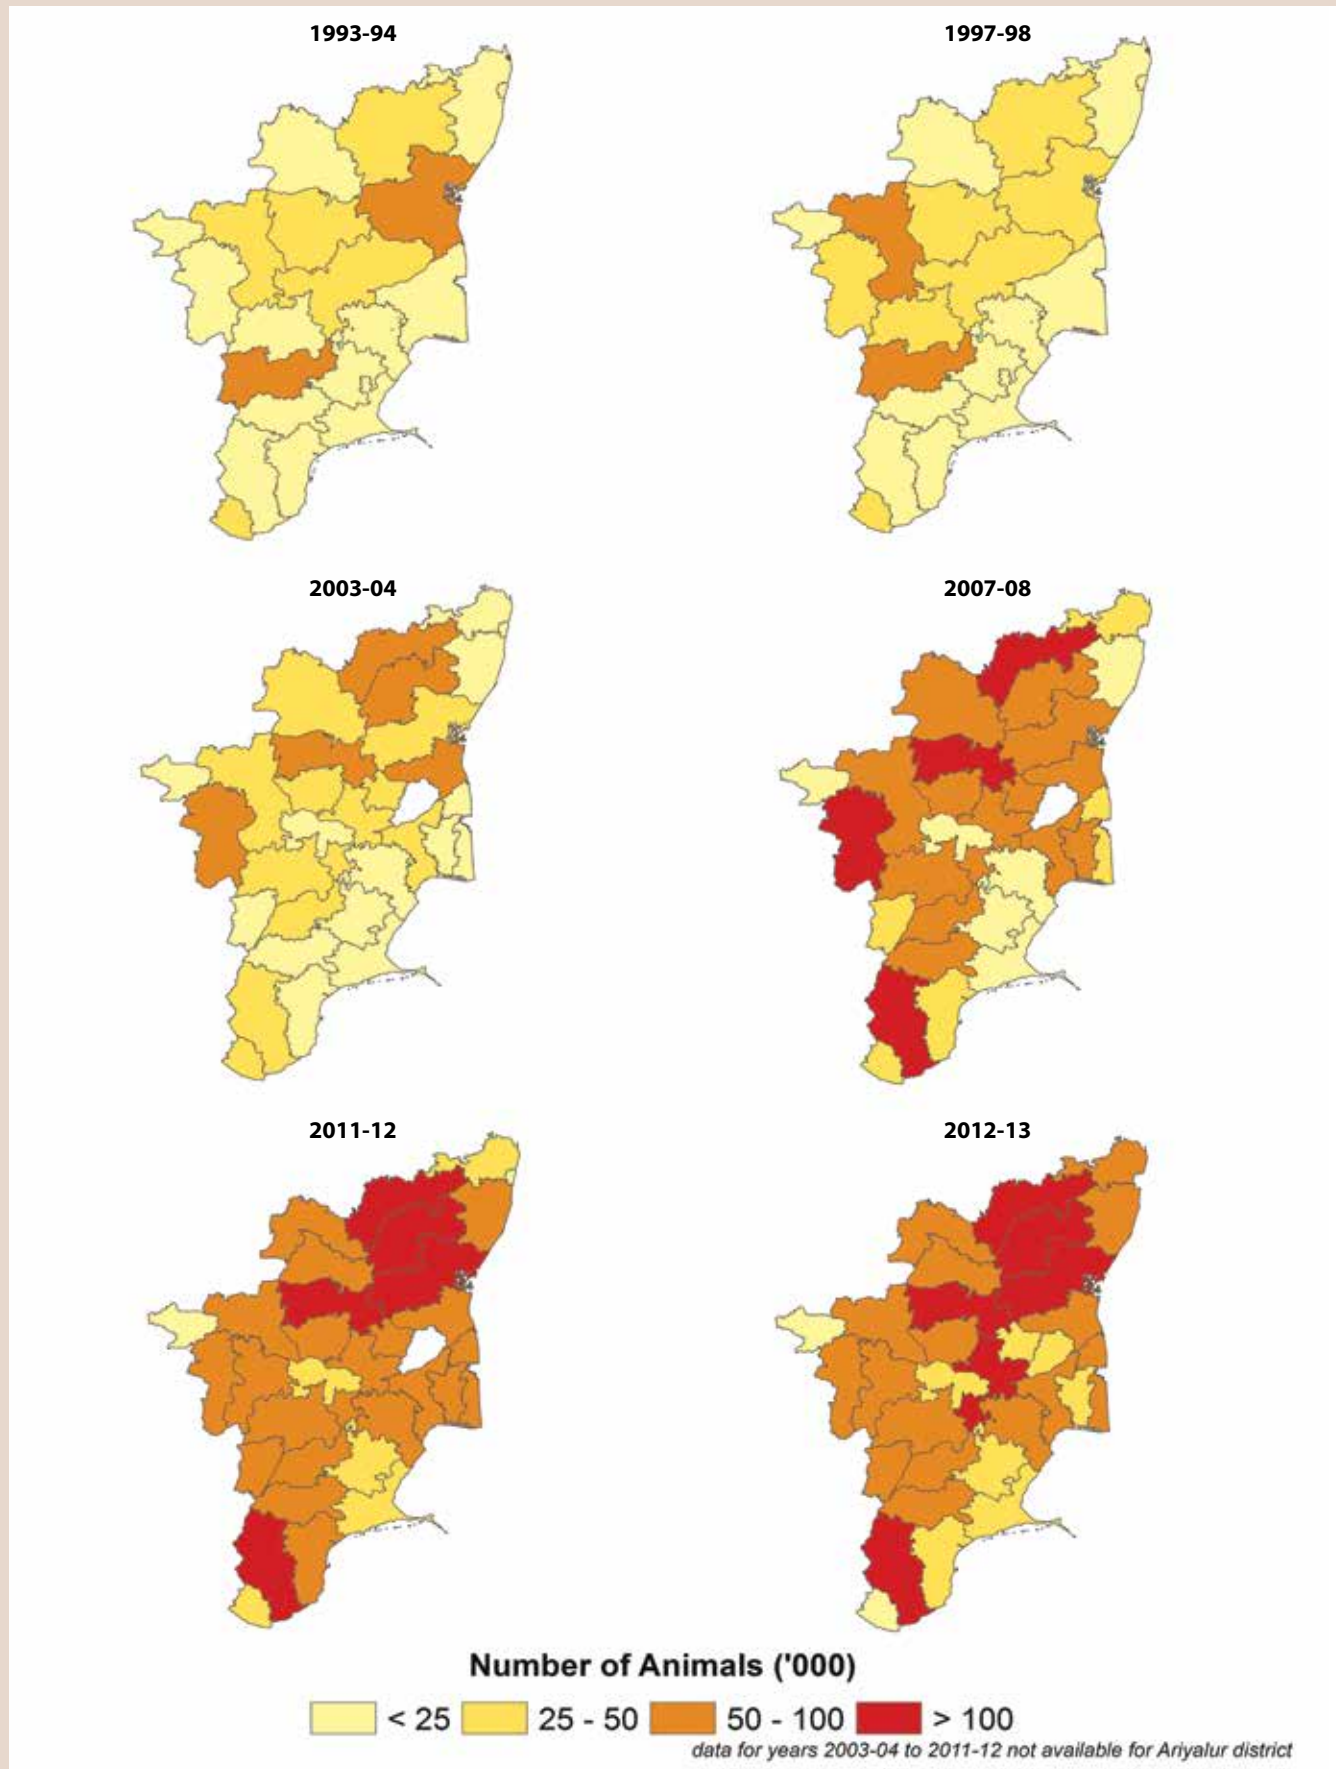 1993-94
1997-98
2003-04
2007-08
2011-12
2012-13
Number of Animals ('000)
< 25
25 - 50
50 - 100
> 100
data for years 2003-04 to 2011-12 not available for Ariyalur district